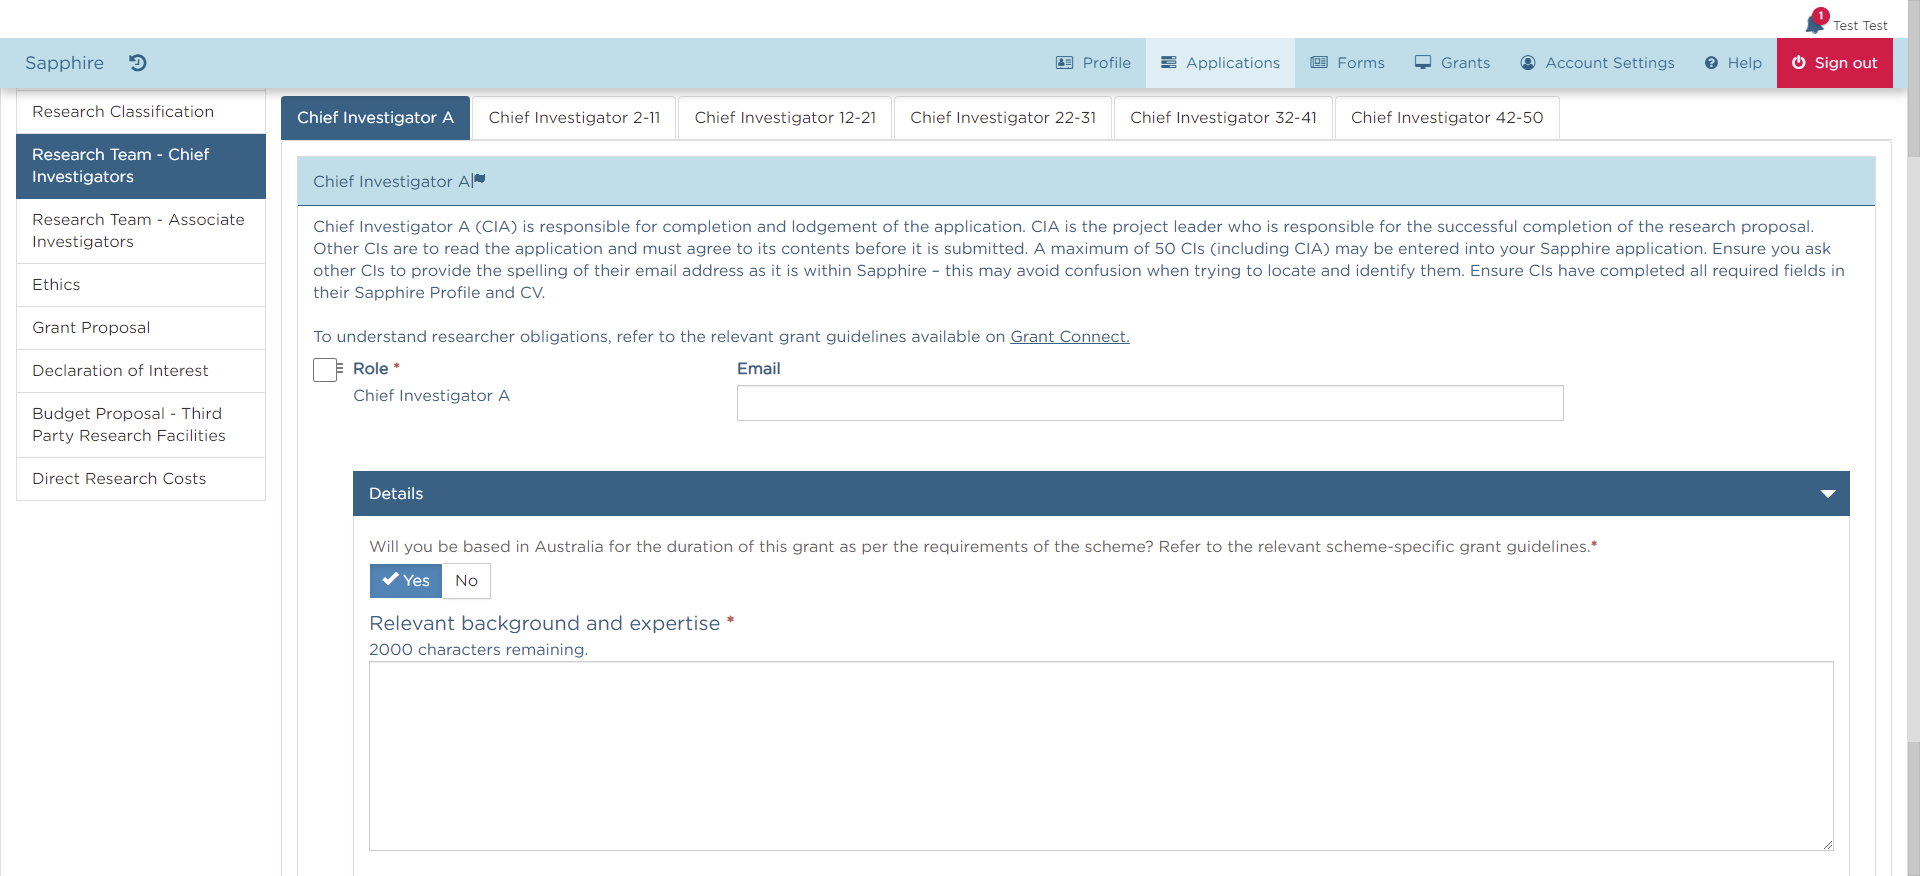 1
Test Test
Sapphire
Profile
Applications
Forms
Grants
Account Settings
Help
Sign out
Research Classification
Research Team - Chief
Investigators
Research Team - Associate
Investigators
Ethics
Grant Proposal
Declaration of Interest
Budget Proposal - Third
Party Research Facilities
Direct Research Costs
Chief Investigator A
Chief Investigator 2-11
Chief Investigator 12-21
Chief Investigator 22-31
Chief Investigator 32-41
Chief Investigator 42-50
Chief Investigator A
Chief Investigator A (CIA) is responsible for completion and lodgement of the application. CIA is the project leader who is responsible for the successful completion of the research proposal.
Other CIs are to read the application and must agree to its contents before it is submitted. A maximum of 50 CIs (including CIA) may be entered into your Sapphire application. Ensure you ask
other CIs to provide the spelling of their email address as it is within Sapphire – this may avoid confusion when trying to locate and identify them. Ensure CIs have completed all required fields in
their Sapphire Profile and CV.
To understand researcher obligations, refer to the relevant grant guidelines available on Grant Connect.
Role *
Chief Investigator A
Email
Details
Will you be based in Australia for the duration of this grant as per the requirements of the scheme? Refer to the relevant scheme-specific grant guidelines.*
Yes
No
Relevant background and expertise *
2000 characters remaining.